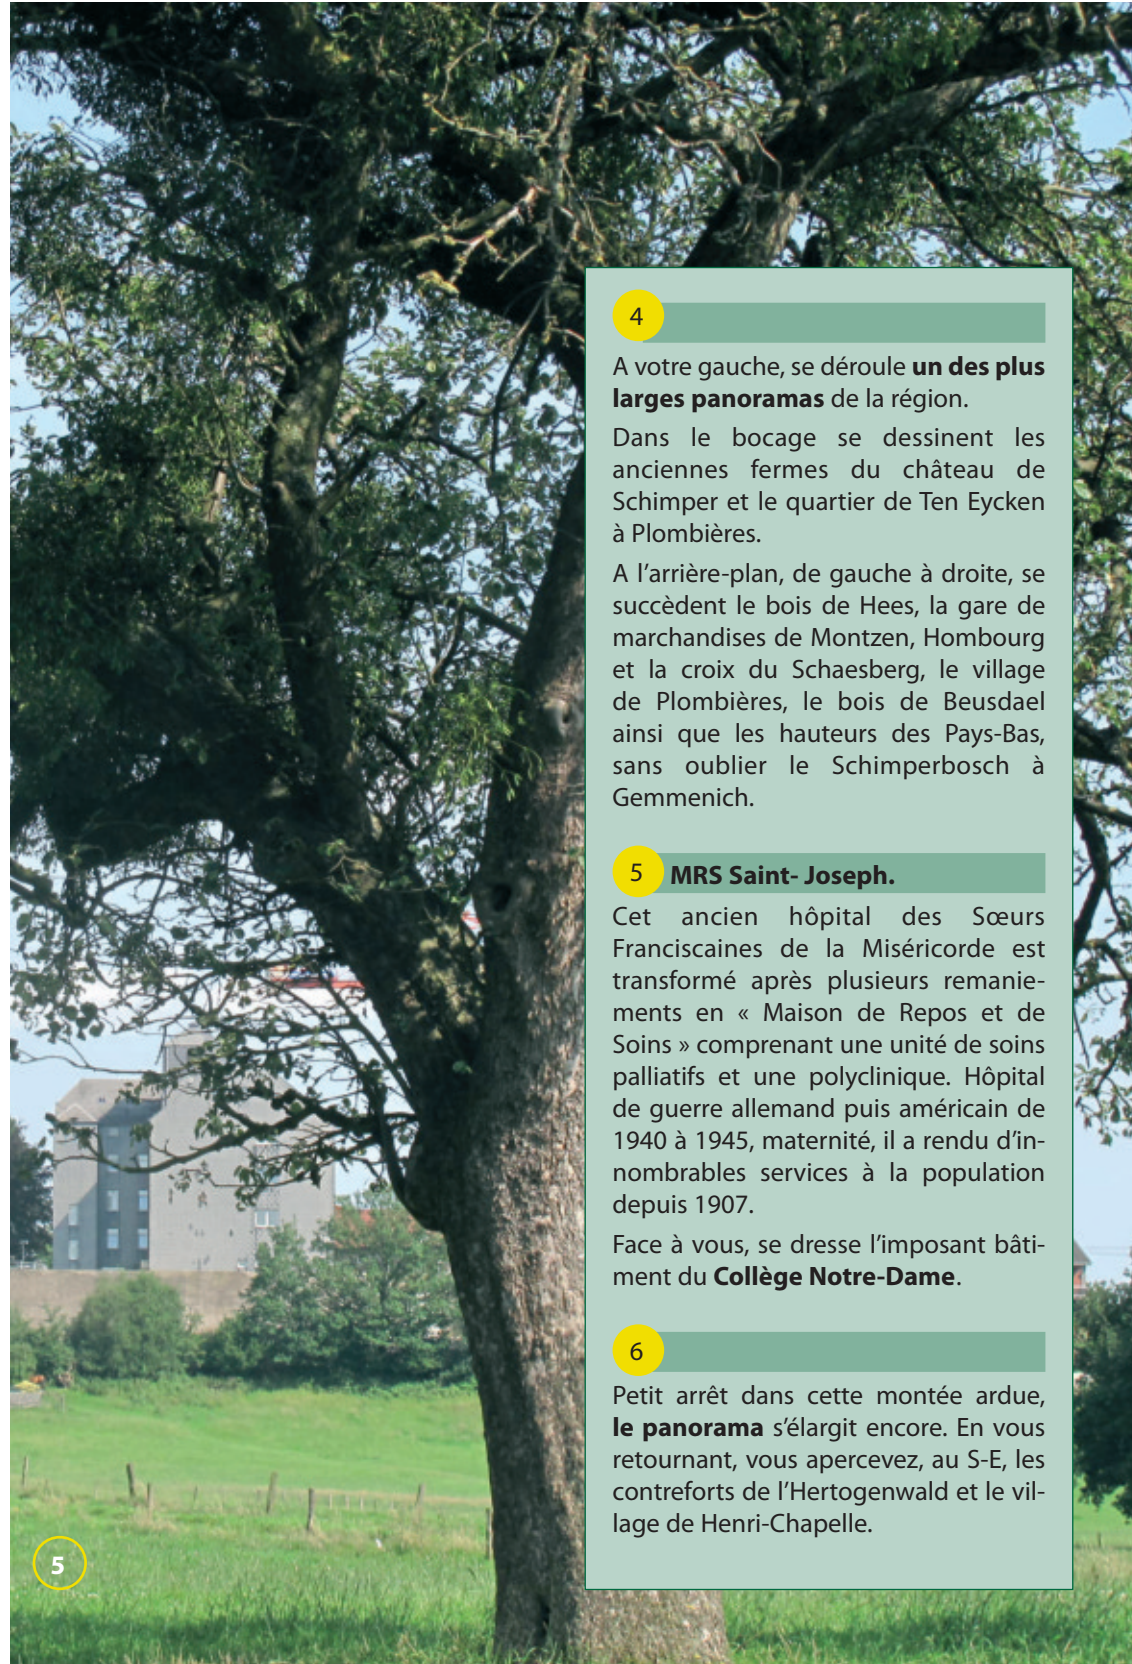 4
A votre gauche, se déroule un des plus
larges panoramas de la région.
Dans le bocage se dessinent les
anciennes fermes du château de
Schimper et le quartier de Ten Eycken
à Plombières.
A l’arrière-plan, de gauche à droite, se
succèdent le bois de Hees, la gare de
marchandises de Montzen, Hombourg
et la croix du Schaesberg, le village
de Plombières, le bois de Beusdael
ainsi que les hauteurs des Pays-Bas,
sans oublier le Schimperbosch à
Gemmenich.
5 MRS Saint- Joseph.
Cet ancien hôpital des Sœurs
Franciscaines de la Miséricorde est
transformé après plusieurs remanie-
ments en « Maison de Repos et de
Soins » comprenant une unité de soins
palliatifs et une polyclinique. Hôpital
de guerre allemand puis américain de
1940 à 1945, maternité, il a rendu d’in-
nombrables services à la population
depuis 1907.
Face à vous, se dresse l’imposant bâti-
ment du Collège Notre-Dame.
6
Petit arrêt dans cette montée ardue,
le panorama s’élargit encore. En vous
retournant, vous apercevez, au S-E, les
contreforts de l’Hertogenwald et le vil-
lage de Henri-Chapelle.
5